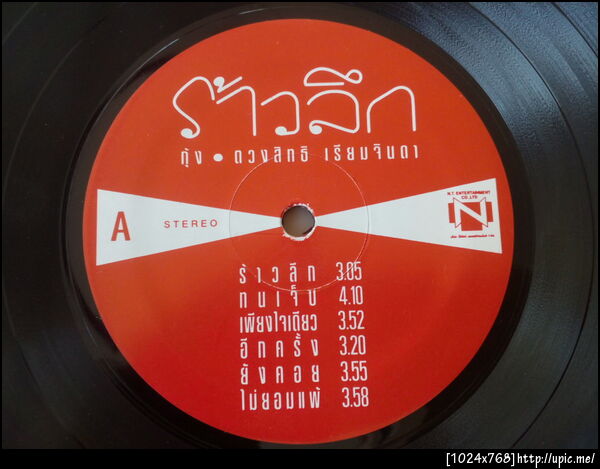 ร้าวลึก
กุ้ง • ดวงสิทธิ เรียมจินดา
A STEREO
N.T. ENTERTAINMENT
CO.,LTD
N
ร้าวลึก 3.05
ทนเจ็บ 4.10
เพียงใจเดียว 3.52
อีกครั้ง 3.20
ยังคอย 3.55
ไม่ยอมแพ้ 3.58
[1024x768]http://upic.me/